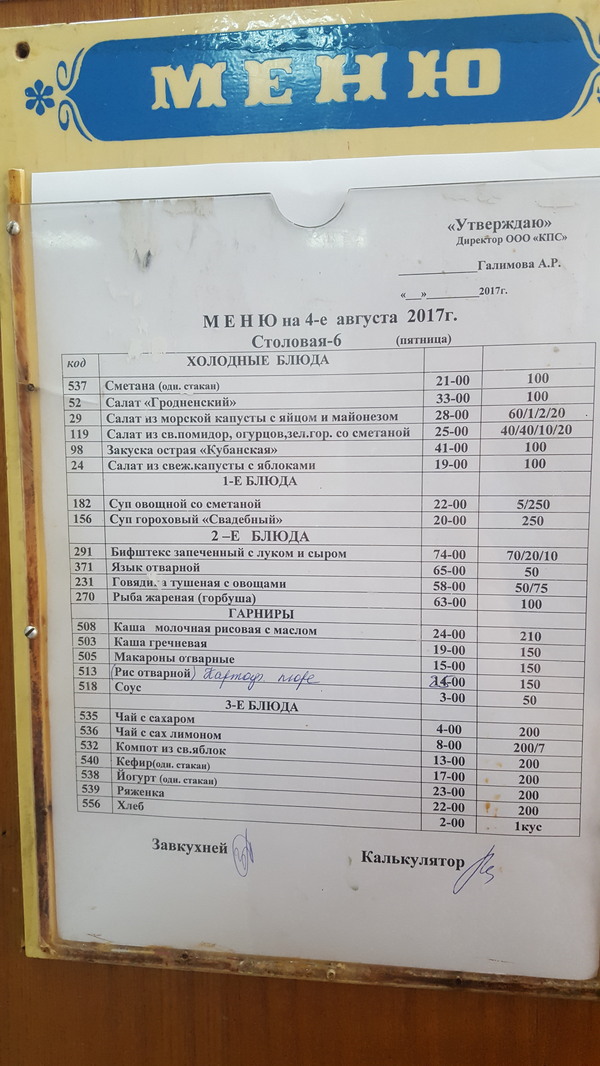 МЕНЮ
«Утверждаю»
Директор ООО «КПС»
____________Галимова А.Р.
«___»_________2017г.
М Е Н Ю на 4-е августа 2017г.
Столовая-6 (пятница)
код ХОЛОДНЫЕ БЛЮДА
537 Сметана (одн. стакан) 21-00 100
52 Салат «Гродненский» 33-00 100
29 Салат из морской капусты с яйцом и майонезом 28-00 60/1/2/20
119 Салат из св.помидор, огурцов,зел.гор. со сметаной 25-00 40/40/10/20
98 Закуска острая «Кубанская» 41-00 100
24 Салат из свеж.капусты с яблоками 19-00 100
1-Е БЛЮДА
182 Суп овощной со сметаной 22-00 5/250
156 Суп гороховый «Свадебный» 20-00 250
2 –Е БЛЮДА
291 Бифштекс запеченный с луком и сыром 74-00 70/20/10
371 Язык отварной 65-00 50
231 Говядина тушеная с овощами 58-00 50/75
270 Рыба жареная (горбуша) 63-00 100
ГАРНИРЫ
508 Каша молочная рисовая с маслом 24-00 210
503 Каша гречневая 19-00 150
505 Макароны отварные 15-00 150
513 (Рис отварной) Картоф. пюре -00 150
518 Соус 3-00 50
3-Е БЛЮДА
535 Чай с сахаром 4-00 200
536 Чай с сах лимоном 8-00 200/7
532 Компот из св.яблок 13-00 200
540 Кефир(одн. стакан) 17-00 200
538 Йогурт (одн. стакан) 23-00 200
539 Ряженка 22-00 200
556 Хлеб 2-00 1кус
Завкухней
Калькулятор